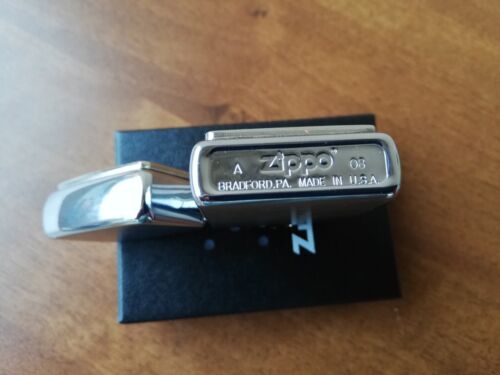 A Zippo 08
BRADFORD,PA. MADE IN U.S.A.